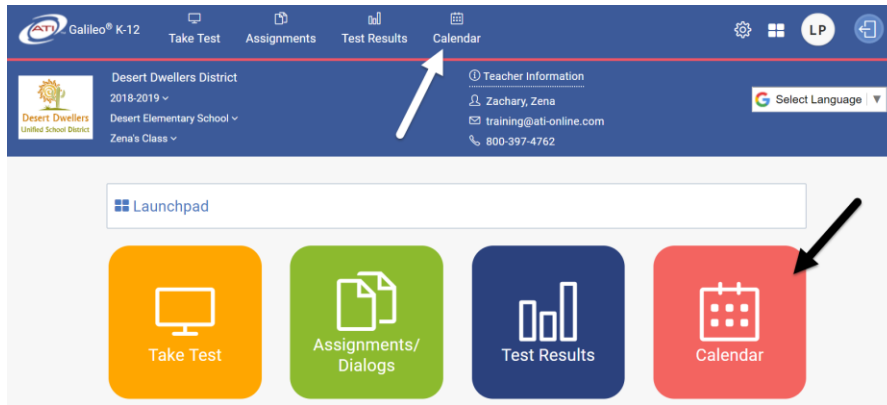 ATI Galileo® K-12
Take Test
Assignments
Test Results
Calendar
LP
Desert Dwellers
Unified School District
Desert Dwellers District
2018-2019
Desert Elementary School
Zena's Class
Teacher Information
Zachary, Zena
training@ati-online.com
800-397-4762
G Select Language ▼
Launchpad
Take Test
Assignments/
Dialogs
Test Results
Calendar